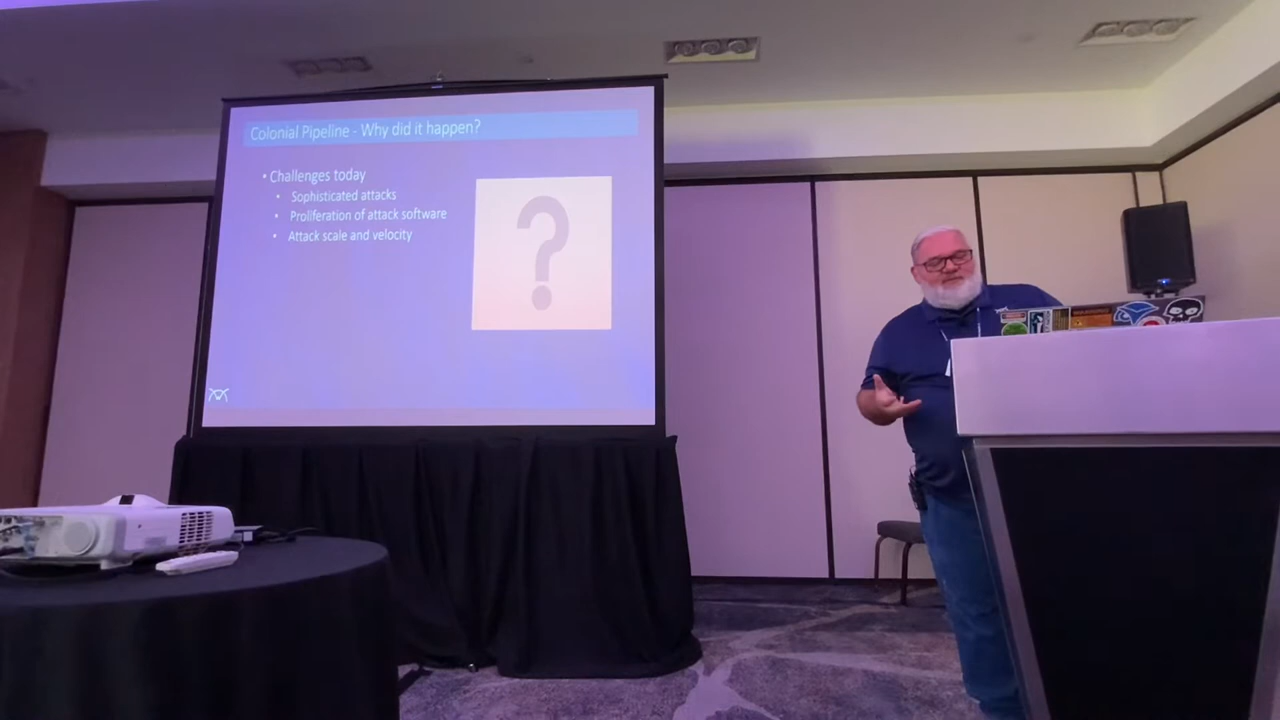 Colonial Pipeline - Why did it happen?
• Challenges today
• Sophisticated attacks
• Proliferation of attack software
• Attack scale and velocity
?